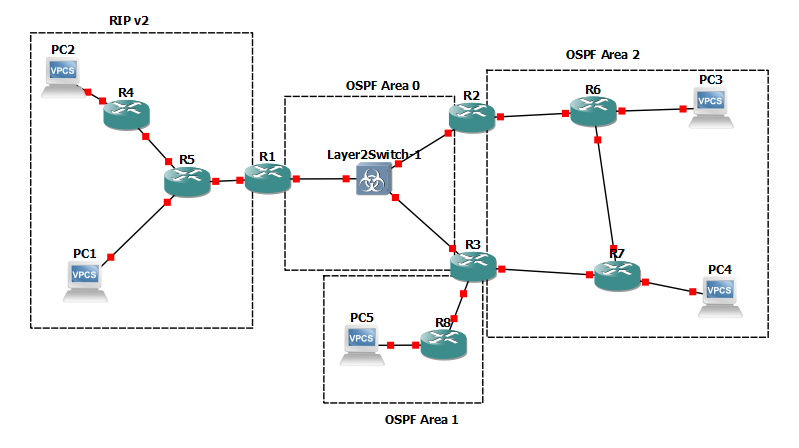 RIP v2
PC2
VPCS
R4
R5
R1
PC1
VPCS
OSPF Area 0
Layer2Switch-1
R2
R3
OSPF Area 2
R6
PC3
VPCS
R7
PC4
VPCS
PC5
VPCS
R8
OSPF Area 1